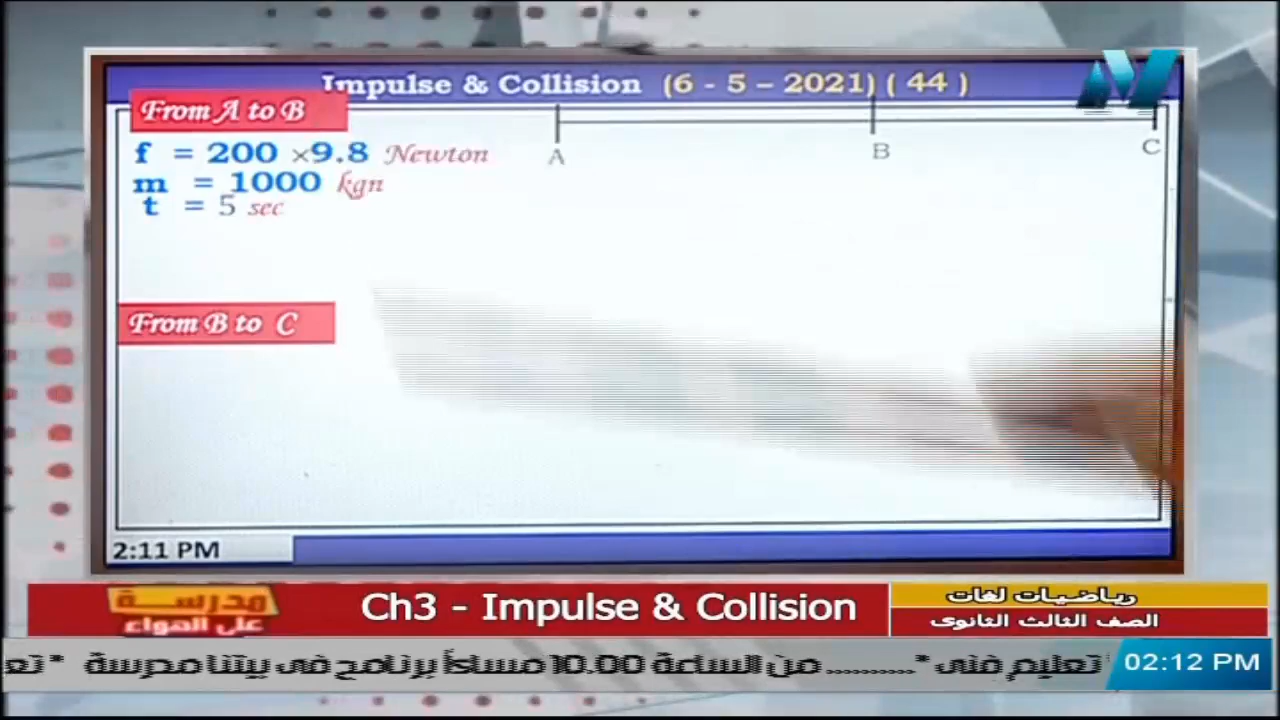 Impulse & Collision (6 - 5 – 2021) ( 44 )
From A to B
A B C
f = 200 ×9.8 Newton
m = 1000 kgn
t = 5 sec
From B to C
2:11 PM
مدرسة
على الهواء
Ch3 - Impulse & Collision
رياضيات لغات
الصف الثالث الثانوى
تعليم فنى " ......... من الساعة 10.00 مساءاً برنامج فى بيتنا مدرسة " تع
02:12 PM